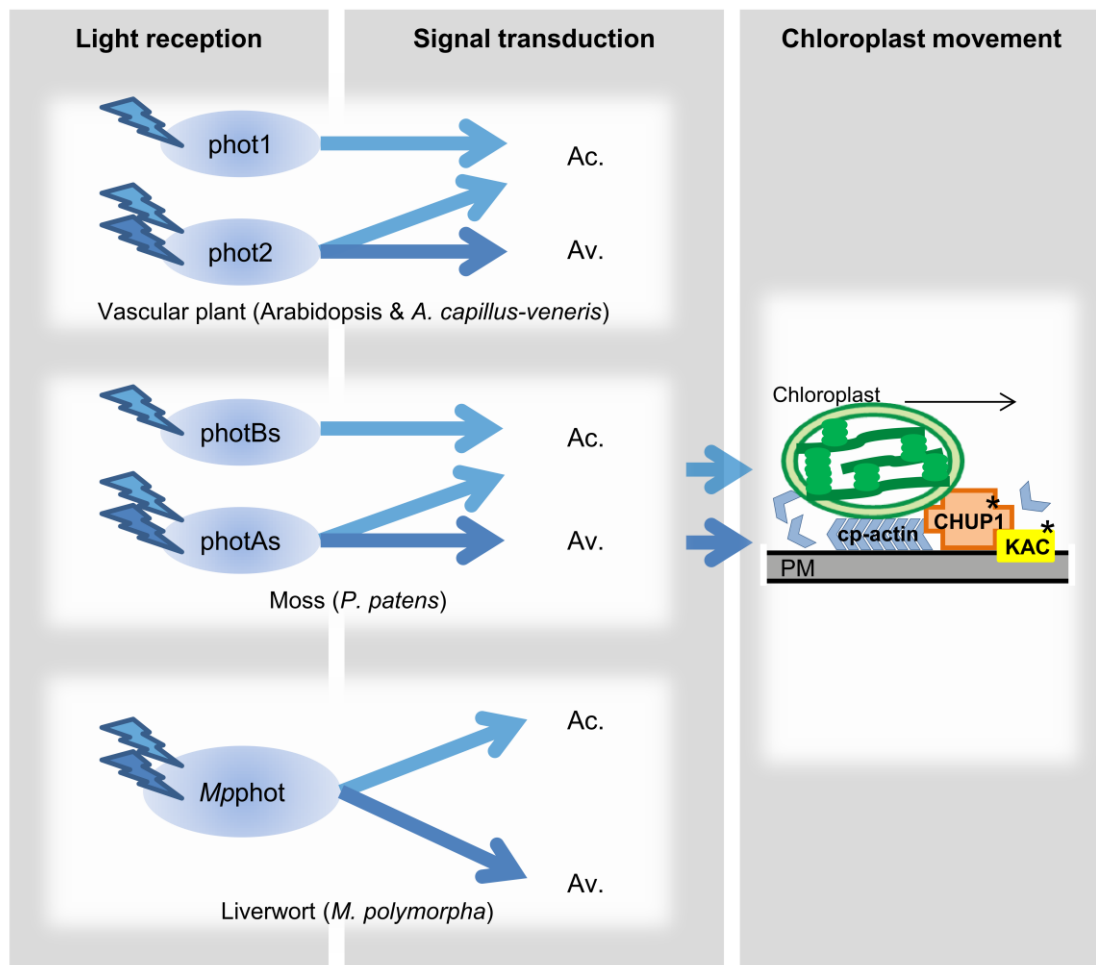 Light reception
Signal transduction
Chloroplast movement
phot1
Ac.
phot2
Av.
Vascular plant (Arabidopsis & A. capillus-veneris)
photBs
Ac.
photAs
Av.
Moss (P. patens)
Mpphot
Ac.
Av.
Liverwort (M. polymorpha)
Chloroplast
cp-actin
CHUP1
*
KAC
*
PM